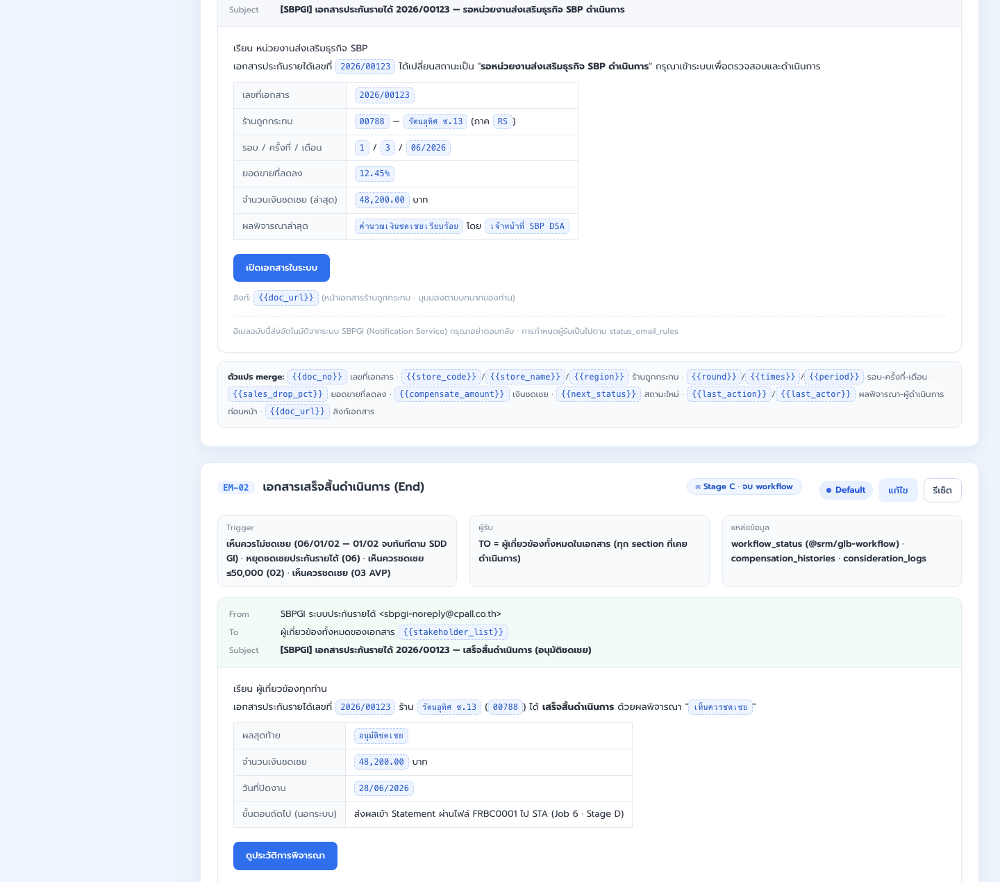 Subject [SBPGI] เอกสารประกันรายได้ 2026/00123 — รอหน่วยงานส่งเสริมธุรกิจ SBP ดำเนินการ
เรียน หน่วยงานส่งเสริมธุรกิจ SBP
เอกสารประกันรายได้เลขที่ 2026/00123 ได้เปลี่ยนสถานะเป็น "รอหน่วยงานส่งเสริมธุรกิจ SBP ดำเนินการ" กรุณาเข้าระบบเพื่อตรวจสอบและดำเนินการ
เลขที่เอกสาร 2026/00123
ร้านถูกกระทบ 00788 — รัตนอุทิศ ซ.13 (ภาค RS)
รอบ / ครั้งที่ / เดือน 1 / 3 / 06/2026
ยอดขายที่ลดลง 12.45%
จำนวนเงินชดเชย (ล่าสุด) 48,200.00 บาท
ผลพิจารณาล่าสุด คำนวณเงินชดเชยเรียบร้อย โดย เจ้าหน้าที่ SBP DSA
เปิดเอกสารในระบบ
ลิงก์: {{doc_url}} (หน้าเอกสารร้านถูกกระทบ · มุมมองตามบทบาทของท่าน)
อีเมลฉบับนี้ส่งอัตโนมัติจากระบบ SBPGI (Notification Service) กรุณาอย่าตอบกลับ · การกำหนดผู้รับเป็นไปตาม status_email_rules
ตัวแปร merge: {{doc_no}} เลขที่เอกสาร · {{store_code}}/{{store_name}}/{{region}} ร้านถูกกระทบ · {{round}}/{{times}}/{{period}} รอบ-ครั้งที่-เดือน ·
{{sales_drop_pct}} ยอดขายที่ลดลง · {{compensate_amount}} เงินชดเชย · {{next_status}} สถานะใหม่ · {{last_action}}/{{last_actor}} ผลพิจารณา-ผู้ดำเนินการ
ก่อนหน้า · {{doc_url}} ลิงก์เอกสาร
EM-02 เอกสารเสร็จสิ้นดำเนินการ (End) ✉ Stage C · จบ workflow Default แก้ไข รีเซ็ต
Trigger
เห็นควรไม่ชดเชย (06/01/02 — 01/02 จบทันทีตาม SDD
GI) · หยุดชดเชยประกันรายได้ (06) · เห็นควรชดเชย
≤50,000 (02) · เห็นควรชดเชย (03 AVP)
ผู้รับ
TO = ผู้เกี่ยวข้องทั้งหมดในเอกสาร (ทุก section ที่เคย
ดำเนินการ)
แหล่งข้อมูล
workflow_status (@srm/glb-workflow) ·
compensation_histories · consideration_logs
From SBPGI ระบบประกันรายได้ <sbpgi-noreply@cpall.co.th>
To ผู้เกี่ยวข้องทั้งหมดของเอกสาร {{stakeholder_list}}
Subject [SBPGI] เอกสารประกันรายได้ 2026/00123 — เสร็จสิ้นดำเนินการ (อนุมัติชดเชย)
เรียน ผู้เกี่ยวข้องทุกท่าน
เอกสารประกันรายได้เลขที่ 2026/00123 ร้าน รัตนอุทิศ ซ.13 (00788) ได้ เสร็จสิ้นดำเนินการ ด้วยผลพิจารณา "เห็นควรชดเชย"
ผลสุดท้าย อนุมัติชดเชย
จำนวนเงินชดเชย 48,200.00 บาท
วันที่ปิดงาน 28/06/2026
ขั้นตอนถัดไป (นอกระบบ) ส่งผลเข้า Statement ผ่านไฟล์ FRBC0001 ไป STA (Job 6 · Stage D)
ดูประวัติการพิจารณา